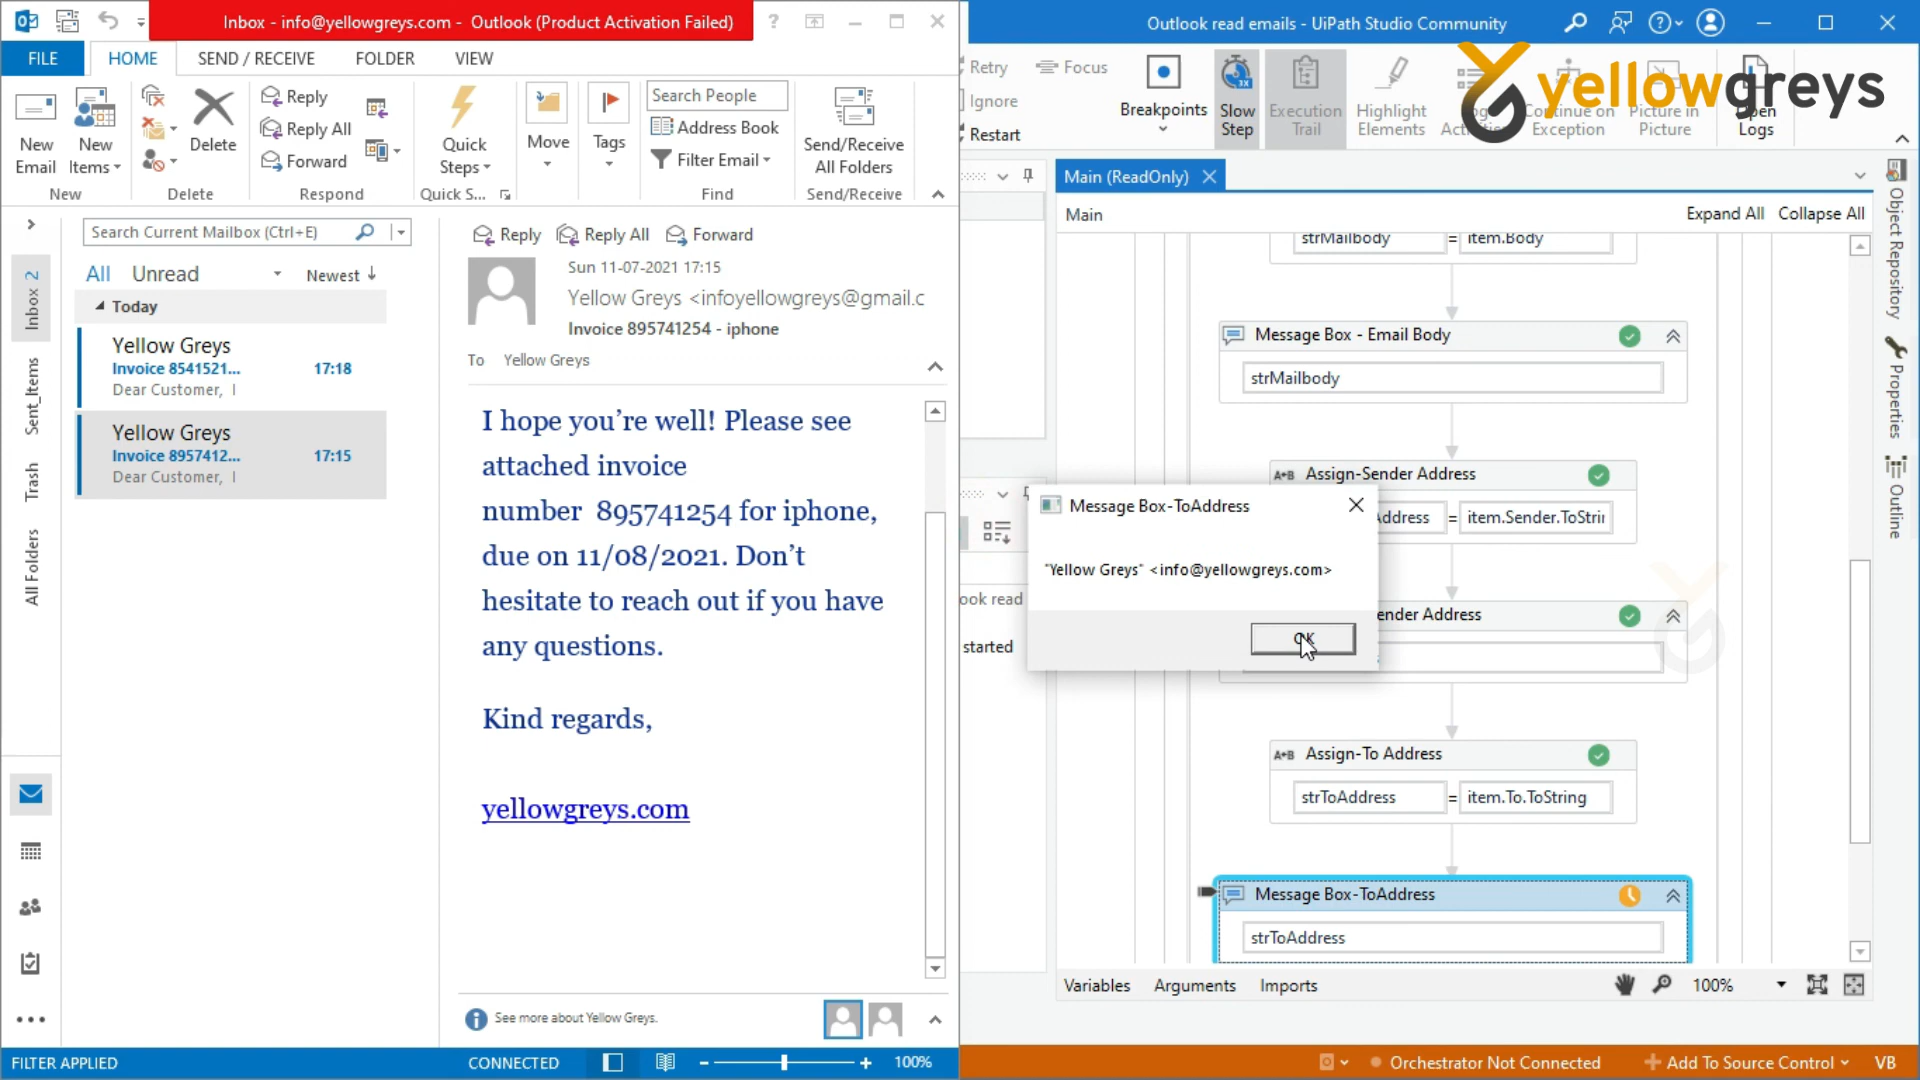 Inbox - info@yellowgreys.com - Outlook (Product Activation Failed)
FILE
HOME
SEND / RECEIVE
FOLDER
VIEW
New
Email
New
Items
New
Delete
Delete
Reply
Reply All
Forward
Respond
Quick
Steps
Quick S...
Move
Tags
Search People
Address Book
Filter Email
Find
Send/Receive
All Folders
Send/Receive
Search Current Mailbox (Ctrl+E)
All
Unread
Newest
Today
Yellow Greys
Invoice 8541521...
17:18
Dear Customer, I
Yellow Greys
Invoice 8957412...
17:15
Dear Customer, I
Inbox 2
Sent_Items
Trash
All Folders
Reply
Reply All
Forward
Sun 11-07-2021 17:15
Yellow Greys <infoyellowgreys@gmail.c
Invoice 895741254 - iphone
To Yellow Greys
I hope you’re well! Please see
attached invoice
number 895741254 for iphone,
due on 11/08/2021. Don’t
hesitate to reach out if you have
any questions.
Kind regards,
yellowgreys.com
See more about Yellow Greys.
FILTER APPLIED
CONNECTED
100%
Outlook read emails - UiPath Studio Community
Retry
Focus
Ignore
Restart
Breakpoints
Slow
Step
Execution
Trail
Highlight
Elements
Continue on
Exception
Picture in
Picture
Open
Logs
yellowgreys
Main (ReadOnly)
Main
Expand All
Collapse All
strMailbody = item.Body
Message Box - Email Body
strMailbody
A+B Assign-Sender Address
Address = item.Sender.ToStrin
ender Address
Message Box-ToAddress
"Yellow Greys" <info@yellowgreys.com>
OK
ook read
started
A+B Assign-To Address
strToAddress = item.To.ToString
Message Box-ToAddress
strToAddress
Variables
Arguments
Imports
100%
Object Repository
Properties
Outline
Orchestrator Not Connected
Add To Source Control
VB